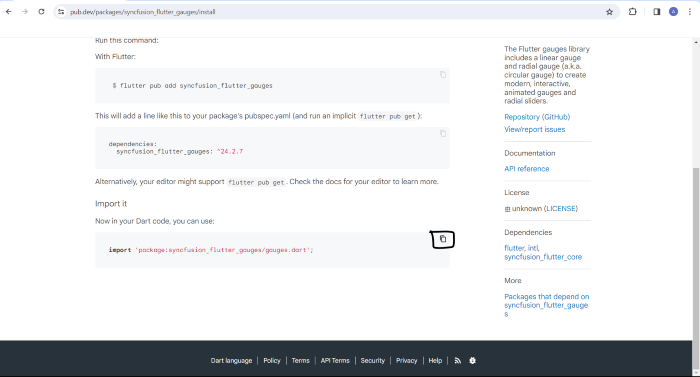 pub.dev/packages/syncfusion_flutter_gauges/install
A
Run this command:
With Flutter:
$ flutter pub add syncfusion_flutter_gauges
This will add a line like this to your package's pubspec.yaml (and run an implicit flutter pub get):
dependencies:
syncfusion_flutter_gauges: ^24.2.7
Alternatively, your editor might support flutter pub get. Check the docs for your editor to learn more.
Import it
Now in your Dart code, you can use:
import 'package:syncfusion_flutter_gauges/gauges.dart';
The Flutter gauges library
includes a linear gauge
and radial gauge (a.k.a.
circular gauge) to create
modern, interactive,
animated gauges and
radial sliders.
Repository (GitHub)
View/report issues
Documentation
API reference
License
unknown (LICENSE)
Dependencies
flutter, intl,
syncfusion_flutter_core
More
Packages that depend on
syncfusion_flutter_gauge
s
Dart language | Policy | Terms | API Terms | Security | Privacy | Help